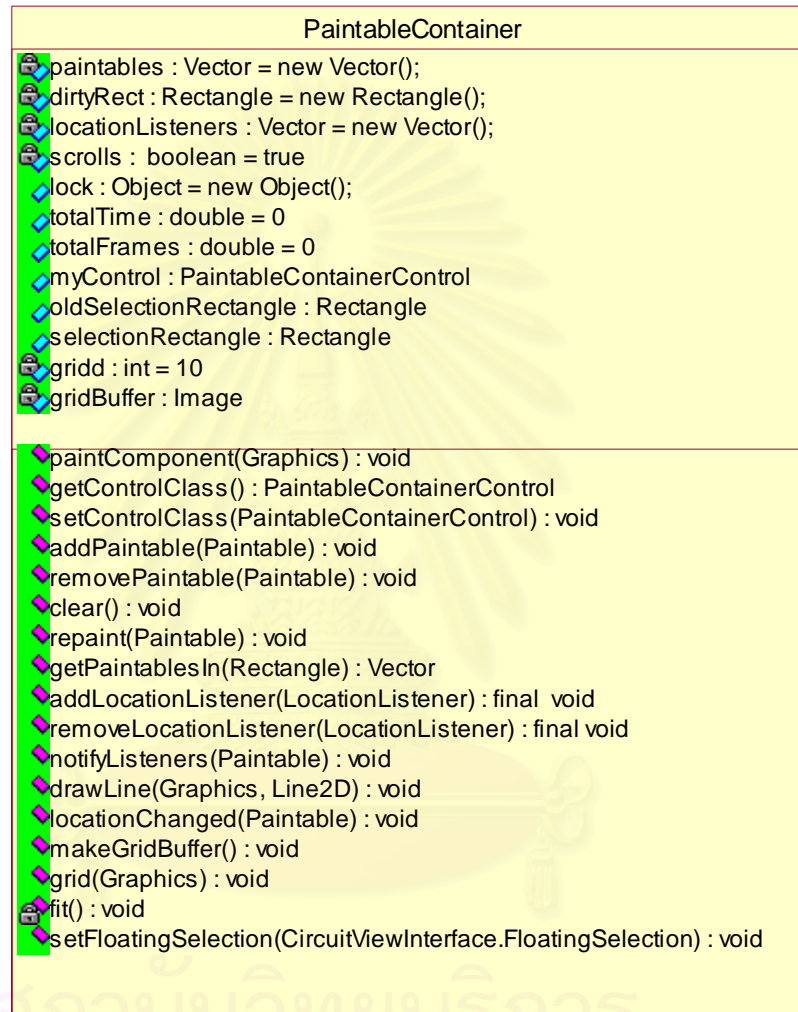 PaintableContainer
paintables : Vector = new Vector();
dirtyRect : Rectangle = new Rectangle();
locationListeners : Vector = new Vector();
scrolls : boolean = true
lock : Object = new Object();
totalTime : double = 0
totalFrames : double = 0
myControl : PaintableContainerControl
oldSelectionRectangle : Rectangle
selectionRectangle : Rectangle
gridd : int = 10
gridBuffer : Image
paintComponent(Graphics) : void
getControlClass() : PaintableContainerControl
setControlClass(PaintableContainerControl) : void
addPaintable(Paintable) : void
removePaintable(Paintable) : void
clear() : void
repaint(Paintable) : void
getPaintablesIn(Rectangle) : Vector
addLocationListener(LocationListener) : final void
removeLocationListener(LocationListener) : final void
notifyListeners(Paintable) : void
drawLine(Graphics, Line2D) : void
locationChanged(Paintable) : void
makeGridBuffer() : void
grid(Graphics) : void
fit() : void
setFloatingSelection(CircuitViewInterface.FloatingSelection) : void